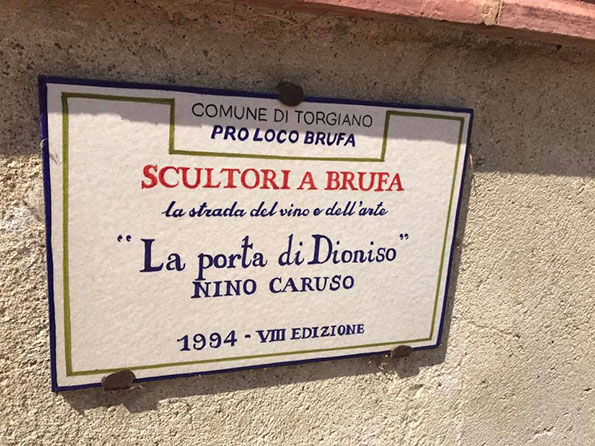 COMUNE DI TORGIANO
PRO LOCO BRUFA
SCULTORI A BRUFA
la strada del vino e dell'arte
"La porta di Dioniso"
NINO CARUSO
1994 - VIII EDIZIONE